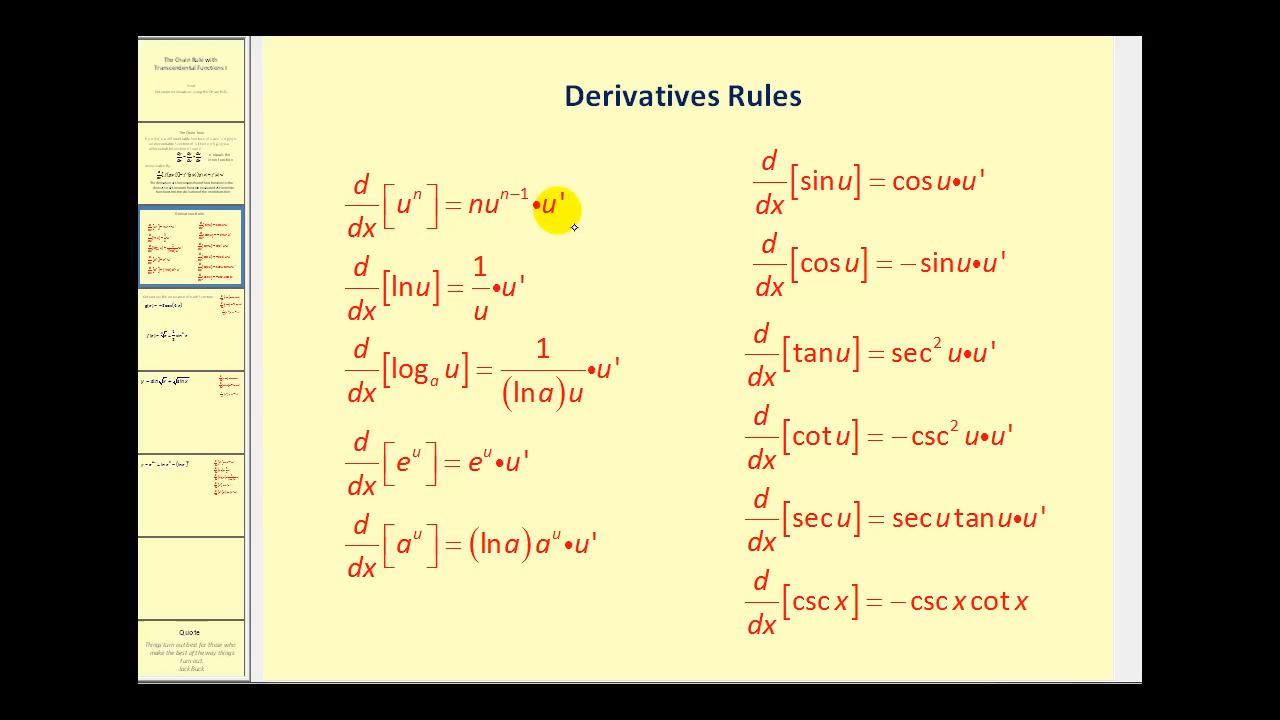 The Chain Rule with
Transcendental Functions I
The Chain Rule
Derivatives Rules
Quote
Things turn out best for those who
make the best of the way things
turn out.
Jack Buck
Derivatives Rules
d/dx [uⁿ] = nuⁿ⁻¹•u'
d/dx [ln u] = 1/u •u'
d/dx [logₐ u] = 1/((ln a)u) •u'
d/dx [eᵘ] = eᵘ•u'
d/dx [aᵘ] = (ln a)aᵘ•u'
d/dx [sin u] = cos u•u'
d/dx [cos u] = −sin u•u'
d/dx [tan u] = sec² u•u'
d/dx [cot u] = −csc² u•u'
d/dx [sec u] = sec u tan u•u'
d/dx [csc x] = −csc x cot x